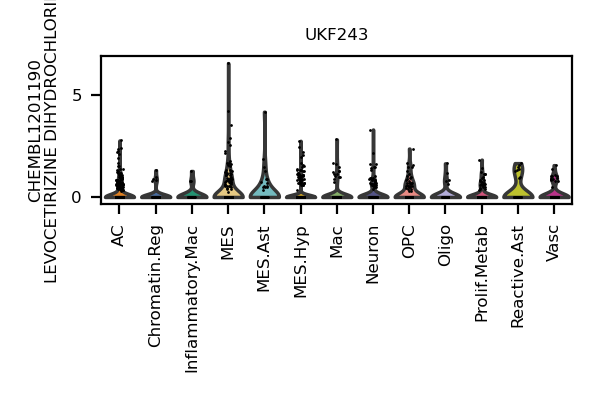 UKF243
CHEMBL1201190
LEVOCETIRIZINE DIHYDROCHLORI
5
0
AC
Chromatin.Reg
Inflammatory.Mac
MES
MES.Ast
MES.Hyp
Mac
Neuron
OPC
Oligo
Prolif.Metab
Reactive.Ast
Vasc